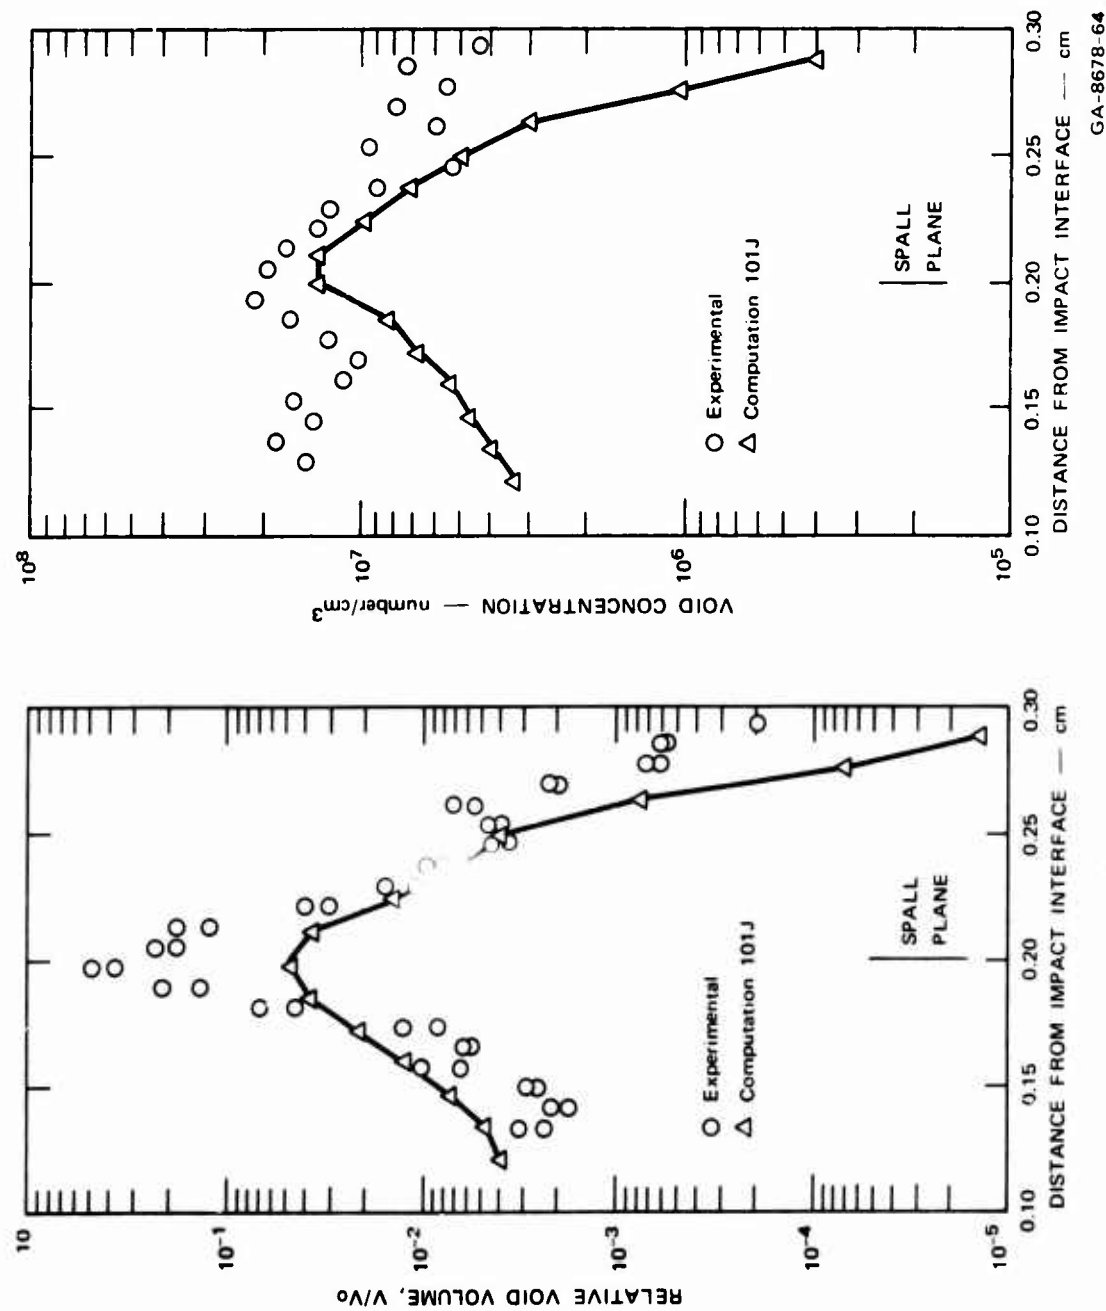 RELATIVE VOID VOLUME, V/V₀
10
10⁻¹
10⁻²
10⁻³
10⁻⁴
10⁻⁵
○ Experimental
△ Computation 101J
SPALL
PLANE
0.10 0.15 0.20 0.25 0.30
DISTANCE FROM IMPACT INTERFACE — cm
VOID CONCENTRATION — number/cm³
10⁸
10⁷
10⁶
10⁵
○ Experimental
△ Computation 101J
SPALL
PLANE
0.10 0.15 0.20 0.25 0.30
DISTANCE FROM IMPACT INTERFACE — cm
GA-8678-64